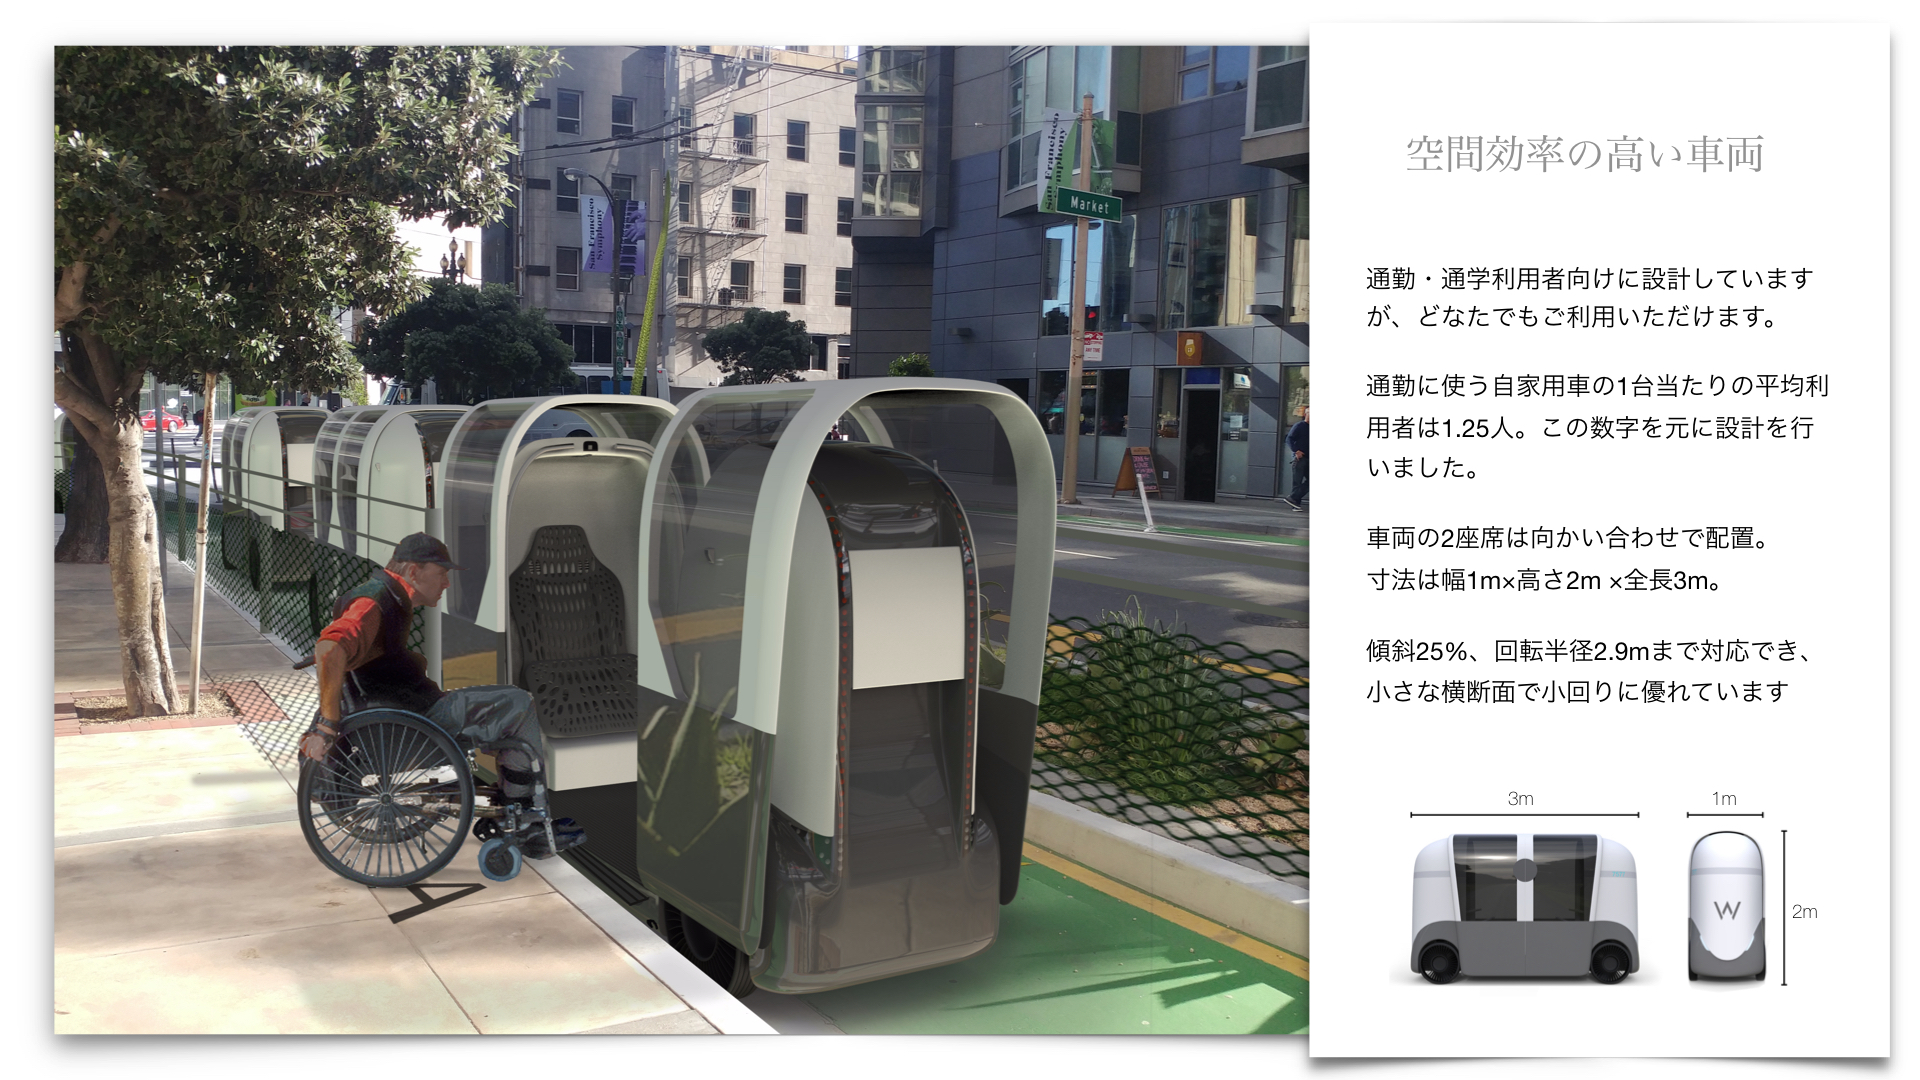 San Francisco
Symphony
San Francisco
Symphony
Market
A
空間効率の高い車両
通勤・通学利用者向けに設計しています
が、どなたでもご利用いただけます。
通勤に使う自家用車の1台当たりの平均利
用者は1.25人。この数字を元に設計を行
いました。
車両の2座席は向かい合わせで配置。
寸法は幅1m×高さ2m ×全長3m。
傾斜25%、回転半径2.9mまで対応でき、
小さな横断面で小回りに優れています
3m
1m
W
2m